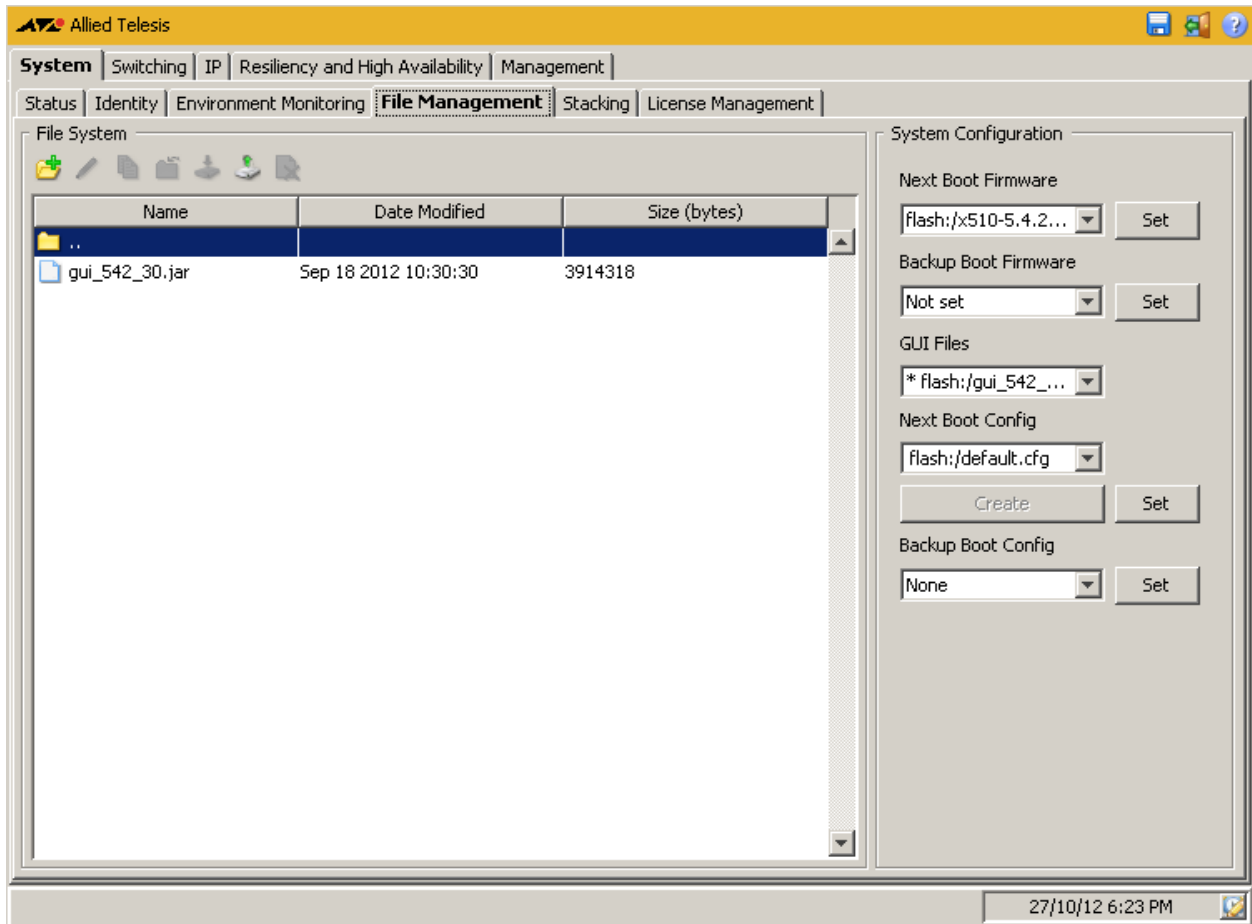 Allied Telesis
System Switching IP Resiliency and High Availability Management
Status Identity Environment Monitoring File Management Stacking License Management
File System
Name Date Modified Size (bytes)
..
gui_542_30.jar Sep 18 2012 10:30:30 3914318
System Configuration
Next Boot Firmware
flash:/x510-5.4.2... Set
Backup Boot Firmware
Not set Set
GUI Files
* flash:/gui_542_...
Next Boot Config
flash:/default.cfg
Create Set
Backup Boot Config
None Set
27/10/12 6:23 PM